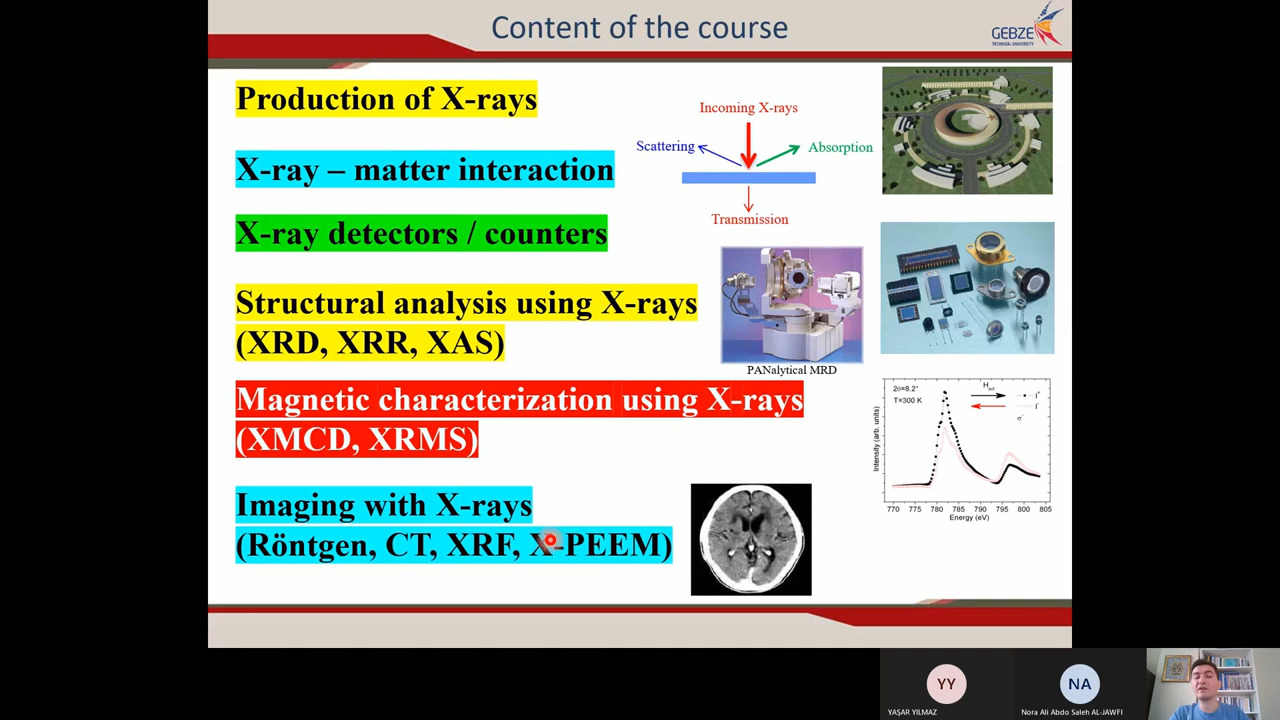 Content of the course
GEBZE
TECHNICAL UNIVERSITY
Production of X-rays
X-ray – matter interaction
X-ray detectors / counters
Structural analysis using X-rays
(XRD, XRR, XAS)
Magnetic characterization using X-rays
(XMCD, XRMS)
Imaging with X-rays
(Röntgen, CT, XRF, X-PEEM)
Incoming X-rays
Scattering
Absorption
Transmission
PANalytical MRD
2θ=8.2°
T=300 K
Hext
I+
I-
σ-
Intensity (arb. units)
770 775 780 785 790 795 800 805
Energy (eV)
YY
YAŞAR YILMAZ
NA
Nora Ali Abdo Saleh AL-JAWFI